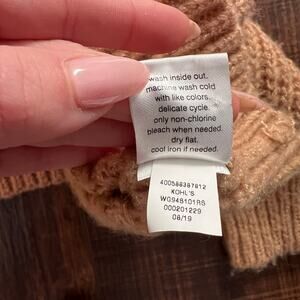 wash inside out.
machine wash cold
with like colors.
delicate cycle.
only non-chlorine
bleach when needed.
dry flat.
cool iron if needed.
400588387812
KOHL'S
WG948101RS
000201229
08/19